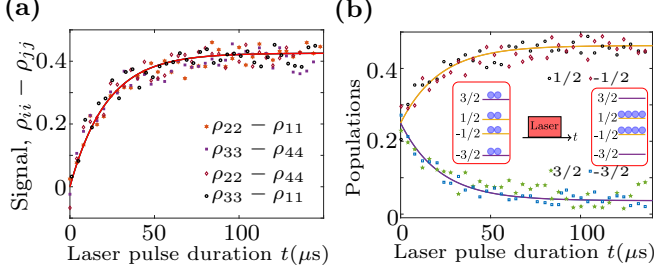 (a)
Signal, ρii − ρjj
0.4
0.2
0
ρ22 − ρ11
ρ33 − ρ44
ρ22 − ρ44
ρ33 − ρ11
0
50
100
Laser pulse duration t(μs)
(b)
Populations
0.4
0.2
0
1/2
-1/2
3/2
1/2
-1/2
-3/2
Laser
t
3/2
1/2
-1/2
-3/2
3/2
-3/2
0
50
100
Laser pulse duration t(μs)